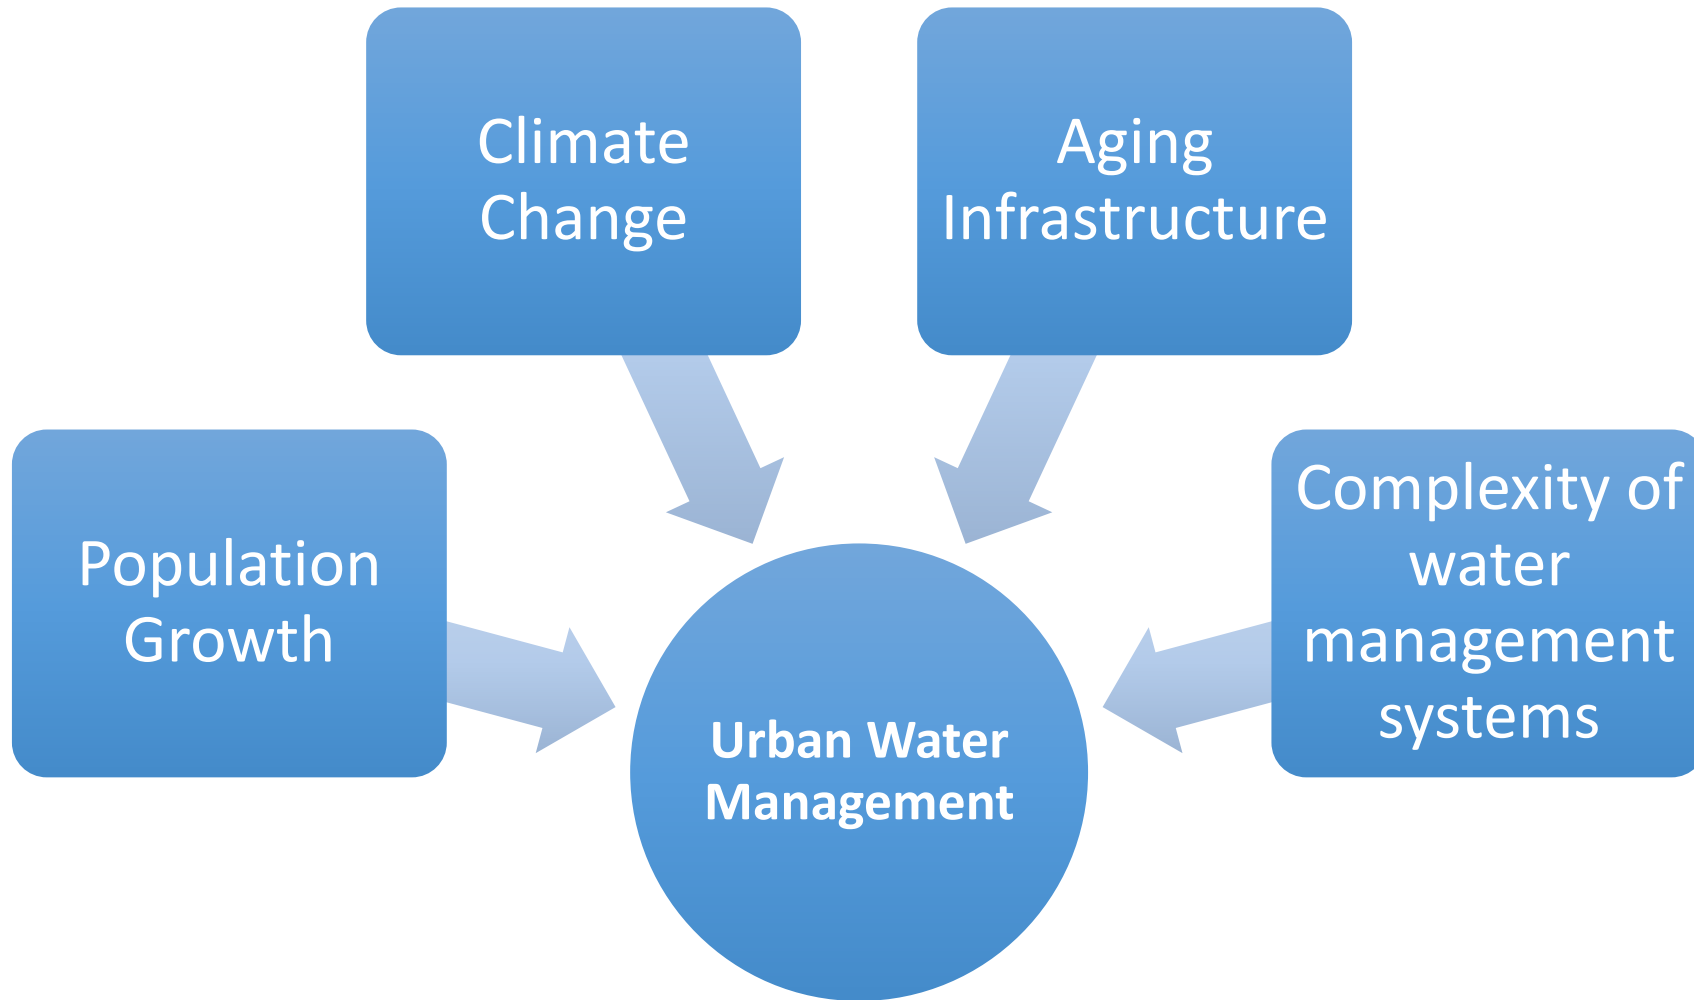 Climate
Change
Aging
Infrastructure
Population
Growth
Complexity of
water
management
systems
Urban Water
Management